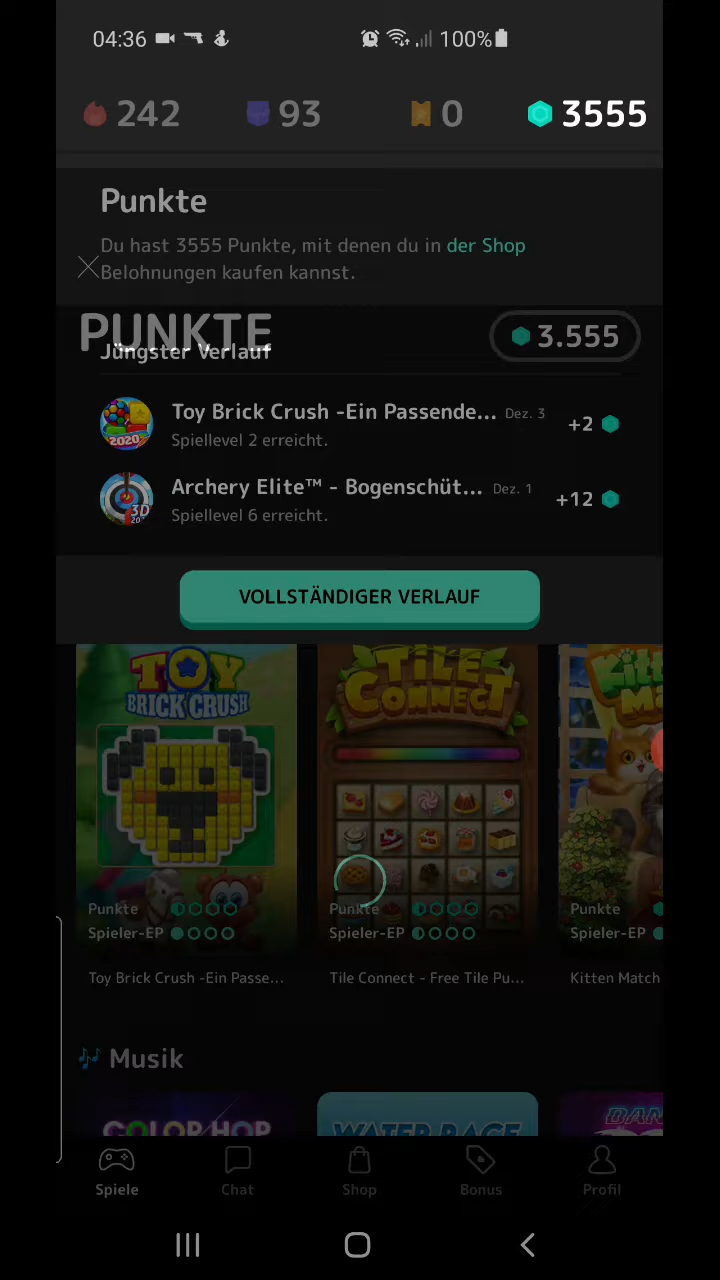 04:36 100%
242 93 0 3555
Punkte
Du hast 3555 Punkte, mit denen du in der Shop
Belohnungen kaufen kannst.
PUNKTE 3.555
Jüngster Verlauf
Toy Brick Crush -Ein Passende... Dez. 3 +2
Spiellevel 2 erreicht.
2020
Archery Elite™ - Bogenschüt... Dez. 1 +12
Spiellevel 6 erreicht.
3D
VOLLSTÄNDIGER VERLAUF
TOY
BRICK CRUSH
TILE
CONNECT
Punkte Punkte Punkte
Spieler-EP Spieler-EP Spieler-EP
Toy Brick Crush -Ein Passe... Tile Connect - Free Tile Pu... Kitten Match
Musik
COLOR HOP WATER RACE
Spiele Chat Shop Bonus Profil